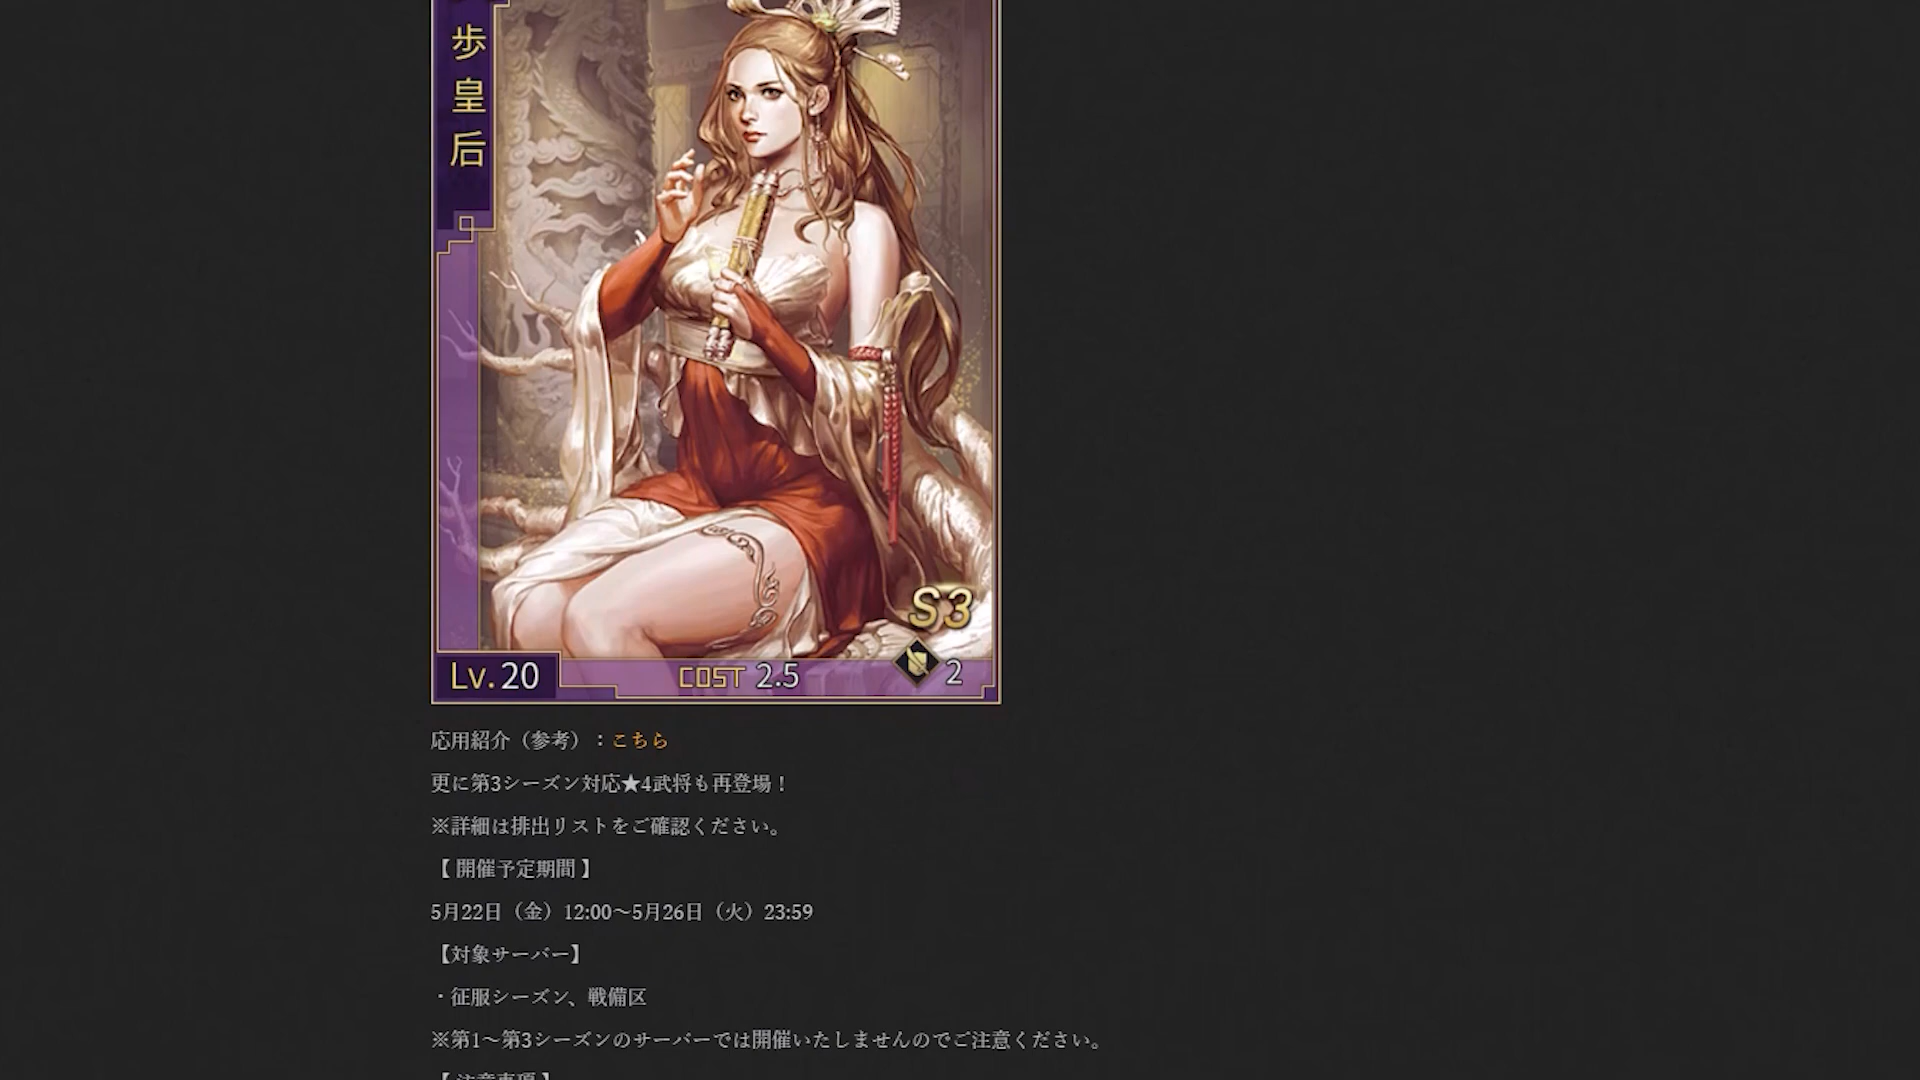 歩皇后
S3
Lv.20 COST 2.5 2
応用紹介（参考）：こちら
更に第3シーズン対応★4武将も再登場！
※詳細は排出リストをご確認ください。
【 開催予定期間 】
5月22日（金）12:00〜5月26日（火）23:59
【対象サーバー】
・征服シーズン、戦備区
※第1〜第3シーズンのサーバーでは開催いたしませんのでご注意ください。
【 注意事項 】